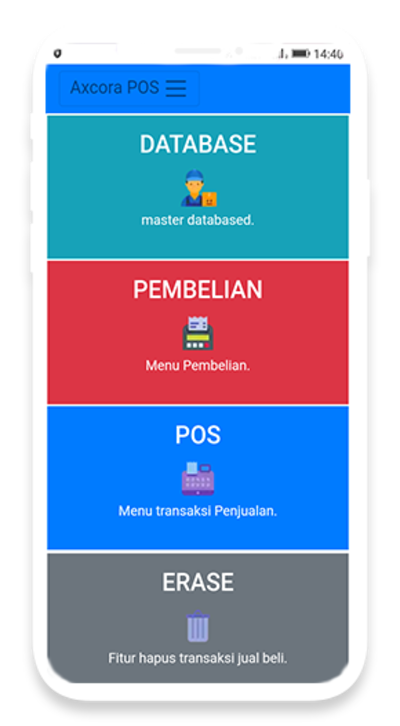 14:40
Axcora POS
DATABASE
master databased.
PEMBELIAN
Menu Pembelian.
POS
Menu transaksi Penjualan.
ERASE
Fitur hapus transaksi jual beli.